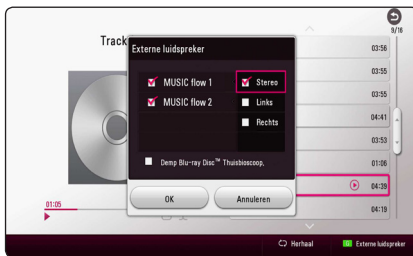 9/16
Track
Externe luidspreker
MUSIC flow 1
Stereo
MUSIC flow 2
Links
Rechts
Demp Blu-ray Disc™ Thuisbioscoop.
OK
Annuleren
03:56
03:55
03:55
04:41
03:53
01:06
04:39
04:19
01:05
Herhaal
Externe luidspreker